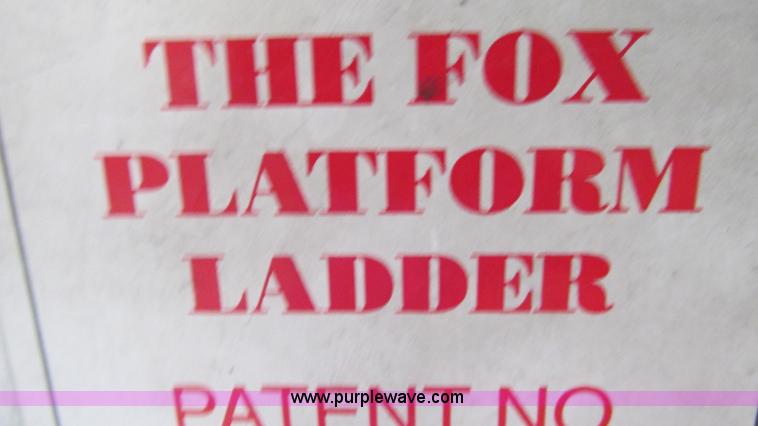 THE FOX
PLATFORM
LADDER
PATENT NO
www.purplewave.com